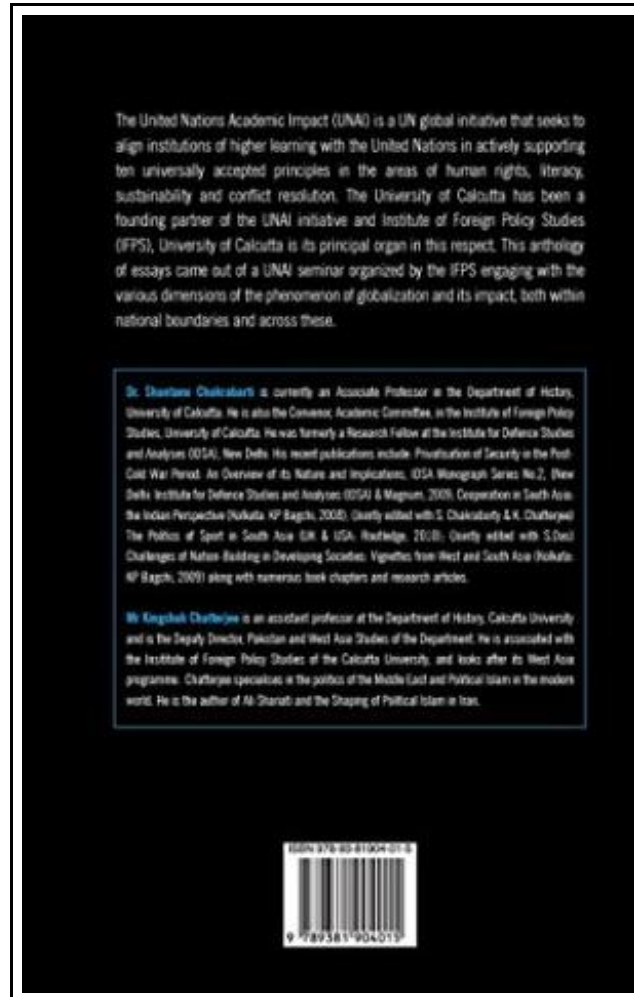 The United Nations Academic Impact (UNAI) is a UN global initiative that seeks to
align institutions of higher learning with the United Nations in actively supporting
ten universally accepted principles in the areas of human rights, literacy,
sustainability and conflict resolution. The University of Calcutta has been a
founding partner of the UNAI initiative and Institute of Foreign Policy Studies
(IFPS), University of Calcutta is its principal organ in this respect. This anthology
of essays came out of a UNAI seminar organized by the IFPS engaging with the
various dimensions of the phenomenon of globalization and its impact, both within
national boundaries and across these.
Dr. Shantanu Chakrabarti is currently an Associate Professor in the Department of History,
University of Calcutta. He is also the Convenor, Academic Committee, in the Institute of Foreign Policy
Studies, University of Calcutta. He was formerly a Research Fellow at the Institute for Defence Studies
and Analyses (IDSA), New Delhi. His recent publications include: Privatisation of Security in the Post-
Cold War Period: An Overview of its Nature and Implications, IDSA Monograph Series No.2, (New
Delhi: Institute for Defence Studies and Analyses (IDSA) & Magnum, 2009, Cooperation in South Asia:
the Indian Perspective (Kolkata: KP Bagchi, 2008), (Jointly edited with S. Chakraborty & K. Chatterjee)
The Politics of Sport in South Asia (UK & USA: Routledge, 2010); (Jointly edited with S.Das)
Challenges of Nation-Building in Developing Societies: Vignettes from West and South Asia (Kolkata:
KP Bagchi, 2009) along with numerous book chapters and research articles.
Mr Kingshuk Chatterjee is an assistant professor at the Department of History, Calcutta University
and is the Deputy Director, Pakistan and West Asia Studies of the Department. He is associated with
the Institute of Foreign Policy Studies of the Calcutta University, and looks after its West Asia
programme. Chatterjee specialises in the politics of the Middle East and Political Islam in the modern
world. He is the author of Ali Shariati and the Shaping of Political Islam in Iran.
ISBN 978-93-81904-01-5
9 789381 904015